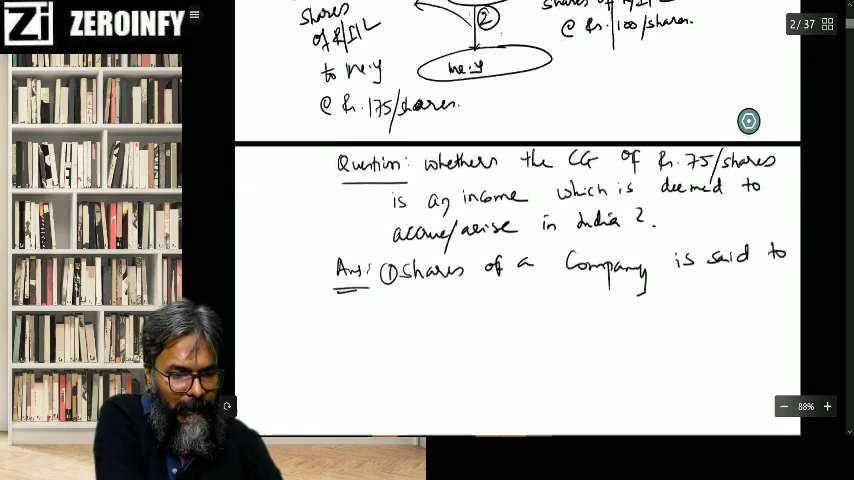 Zi ZEROINFY
2/37
shares
of R/I/L
to Mr. y
@ Rs. 175/shares.
2
Mr. y
@ Rs. 100/shares.
Question: whether the CG of Rs. 75/shares
is an income which is deemed to
accrue/arise in India?
Ans: ① Shares of a Company is said to
88%